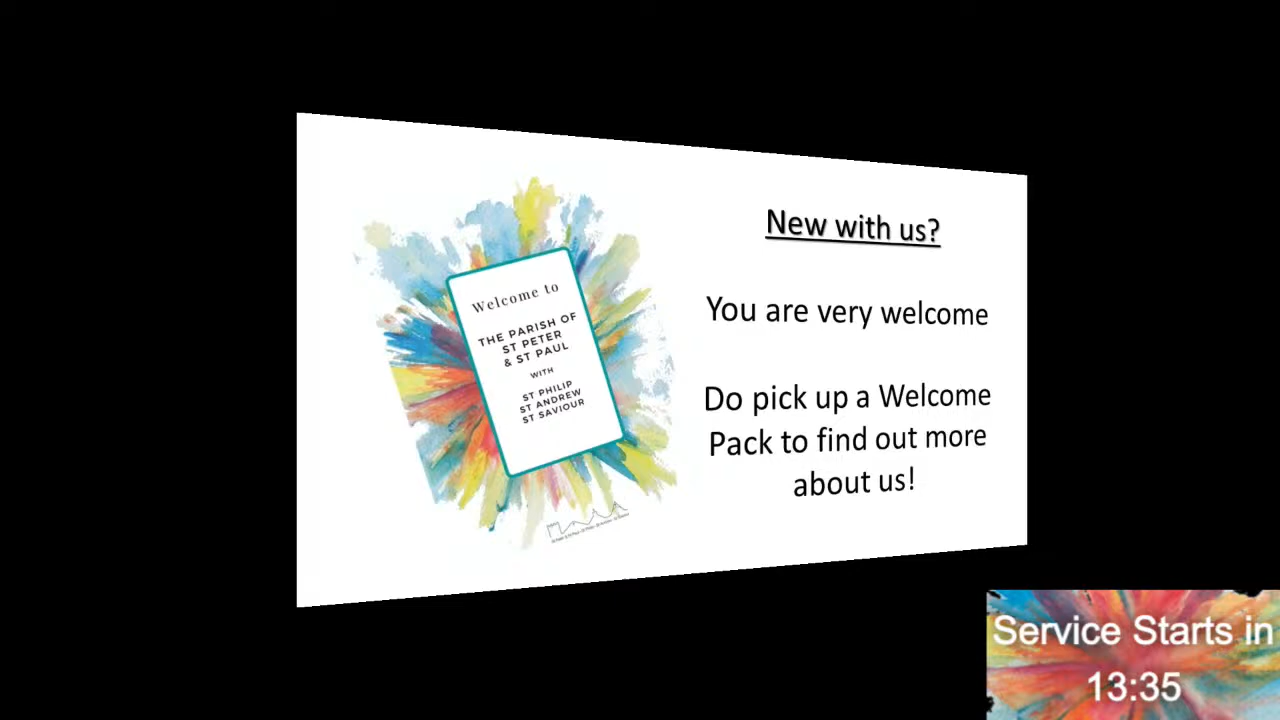 New with us?
You are very welcome
Do pick up a Welcome
Pack to find out more
about us!
Welcome to
THE PARISH OF
ST PETER
& ST PAUL
WITH
ST PHILIP
ST ANDREW
ST SAVIOUR
Service Starts in
13:35